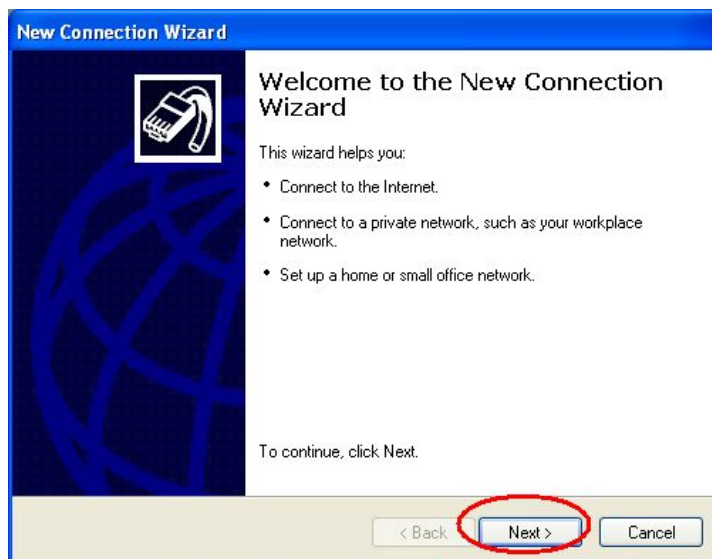 New Connection Wizard
Welcome to the New Connection
Wizard
This wizard helps you:
• Connect to the Internet.
• Connect to a private network, such as your workplace
network.
• Set up a home or small office network.
To continue, click Next.
< Back
Next >
Cancel